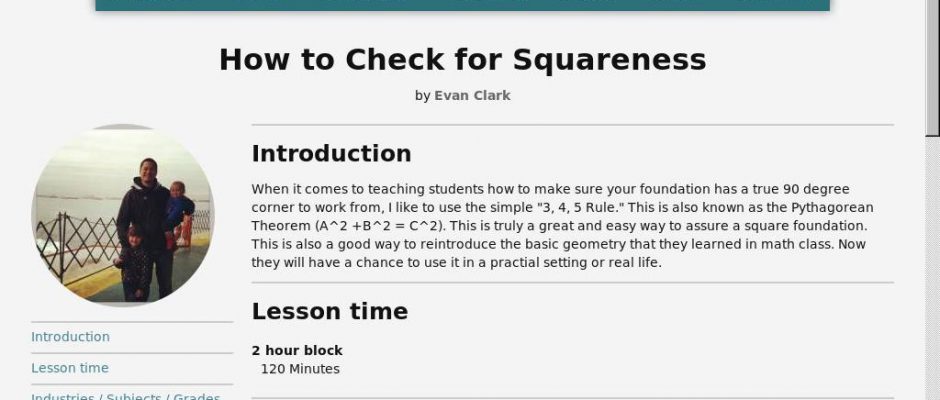 How to Check for Squareness
by Evan Clark
Introduction
When it comes to teaching students how to make sure your foundation has a true 90 degree
corner to work from, I like to use the simple "3, 4, 5 Rule." This is also known as the Pythagorean
Theorem (A^2 +B^2 = C^2). This is truly a great and easy way to assure a square foundation.
This is also a good way to reintroduce the basic geometry that they learned in math class. Now
they will have a chance to use it in a practial setting or real life.
Lesson time
2 hour block
120 Minutes
Introduction
Lesson time
Industries / Subjects / Grades